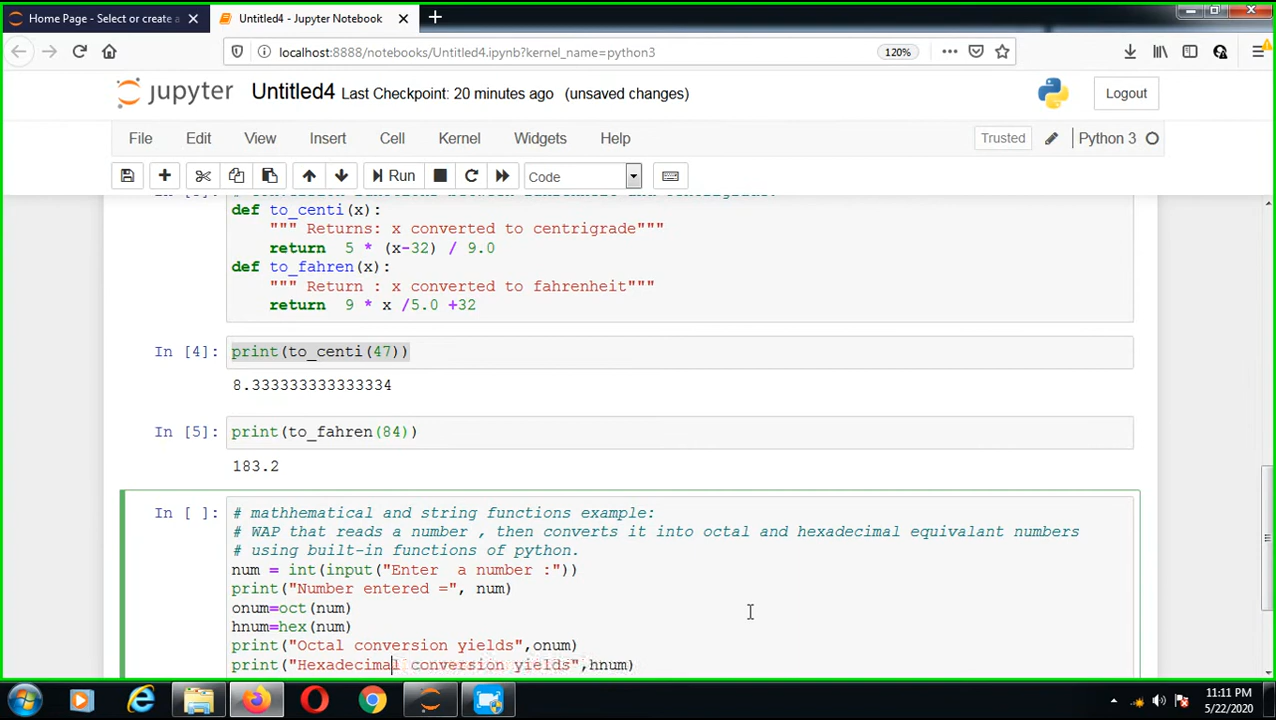 Home Page - Select or create a
Untitled4 - Jupyter Notebook
localhost:8888/notebooks/Untitled4.ipynb?kernel_name=python3
120%
jupyter Untitled4 Last Checkpoint: 20 minutes ago (unsaved changes)
Logout
File Edit View Insert Cell Kernel Widgets Help
Trusted
Python 3
Run
Code
def to_centi(x):
""" Returns: x converted to centrigrade"""
return 5 * (x-32) / 9.0
def to_fahren(x):
""" Return : x converted to fahrenheit"""
return 9 * x /5.0 +32
In [4]: print(to_centi(47))
8.333333333333334
In [5]: print(to_fahren(84))
183.2
In [ ]: # mathhematical and string functions example:
# WAP that reads a number , then converts it into octal and hexadecimal equivalant numbers
# using built-in functions of python.
num = int(input("Enter a number :"))
print("Number entered =", num)
onum=oct(num)
hnum=hex(num)
print("Octal conversion yields",onum)
print("Hexadecimal conversion yields",hnum)
11:11 PM
5/22/2020